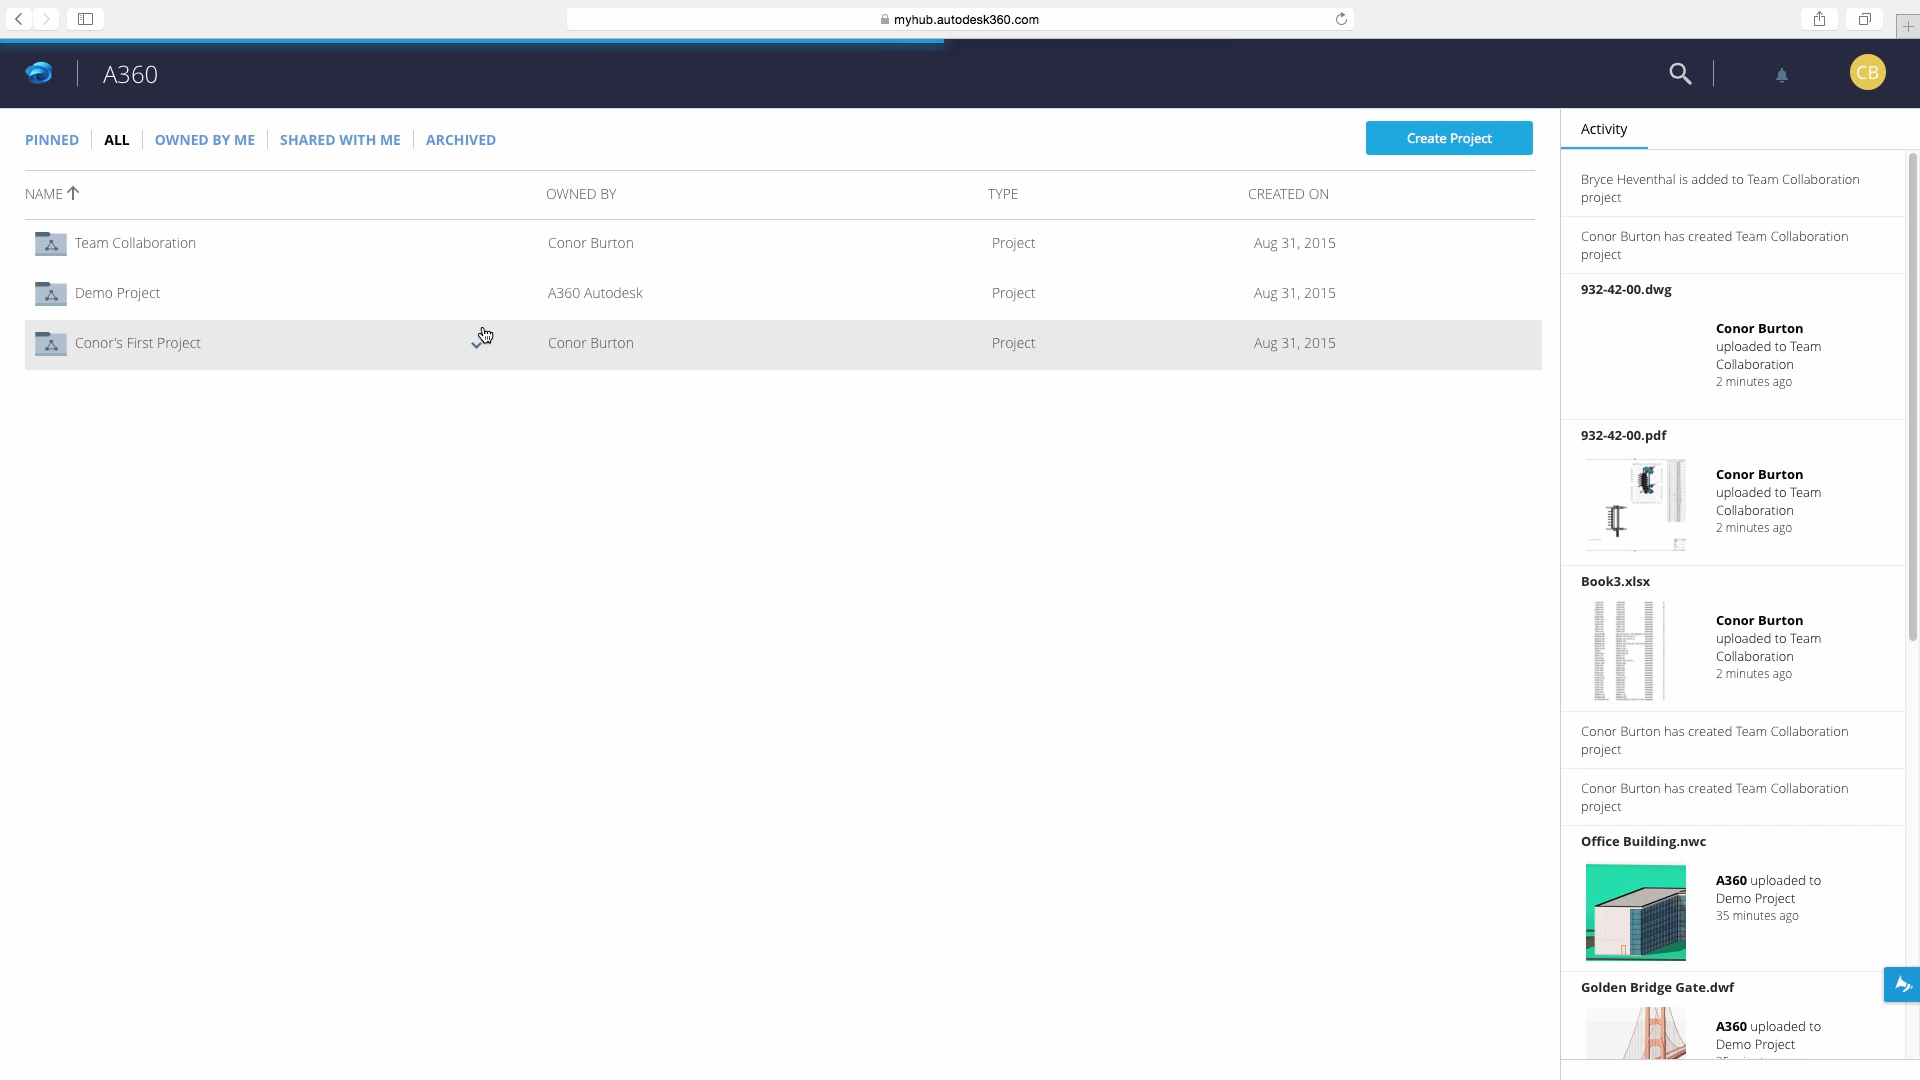 myhub.autodesk360.com
A360
CB
PINNED
ALL
OWNED BY ME
SHARED WITH ME
ARCHIVED
Create Project
NAME
OWNED BY
TYPE
CREATED ON
Team Collaboration
Conor Burton
Project
Aug 31, 2015
Demo Project
A360 Autodesk
Project
Aug 31, 2015
Conor's First Project
Conor Burton
Project
Aug 31, 2015
Activity
Bryce Heventhal is added to Team Collaboration
project
Conor Burton has created Team Collaboration
project
932-42-00.dwg
Conor Burton
uploaded to Team
Collaboration
2 minutes ago
932-42-00.pdf
Conor Burton
uploaded to Team
Collaboration
2 minutes ago
Book3.xlsx
Conor Burton
uploaded to Team
Collaboration
2 minutes ago
Conor Burton has created Team Collaboration
project
Conor Burton has created Team Collaboration
project
Office Building.nwc
A360 uploaded to
Demo Project
35 minutes ago
Golden Bridge Gate.dwf
A360 uploaded to
Demo Project